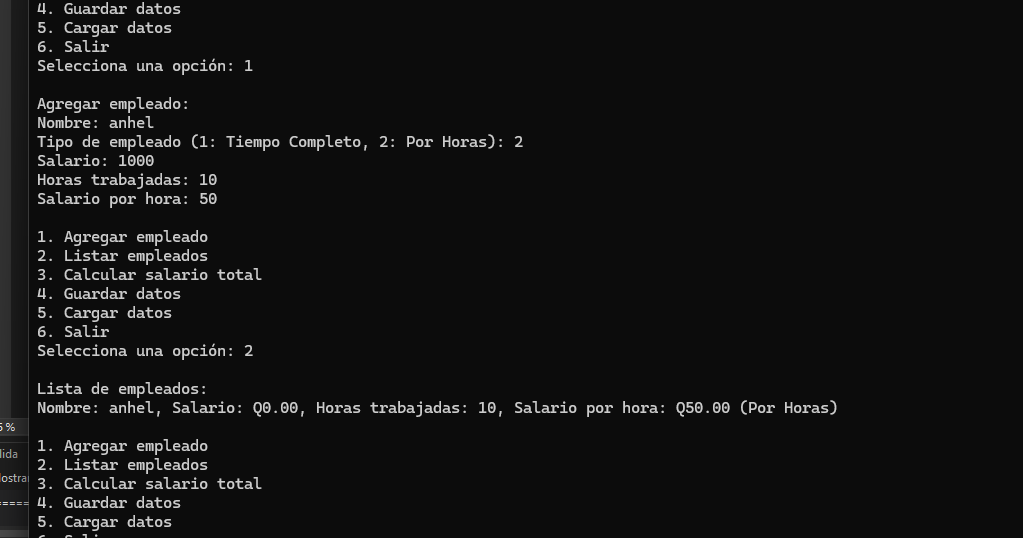 4. Guardar datos
5. Cargar datos
6. Salir
Selecciona una opción: 1
Agregar empleado:
Nombre: anhel
Tipo de empleado (1: Tiempo Completo, 2: Por Horas): 2
Salario: 1000
Horas trabajadas: 10
Salario por hora: 50
1. Agregar empleado
2. Listar empleados
3. Calcular salario total
4. Guardar datos
5. Cargar datos
6. Salir
Selecciona una opción: 2
Lista de empleados:
Nombre: anhel, Salario: Q0.00, Horas trabajadas: 10, Salario por hora: Q50.00 (Por Horas)
1. Agregar empleado
2. Listar empleados
3. Calcular salario total
4. Guardar datos
5. Cargar datos